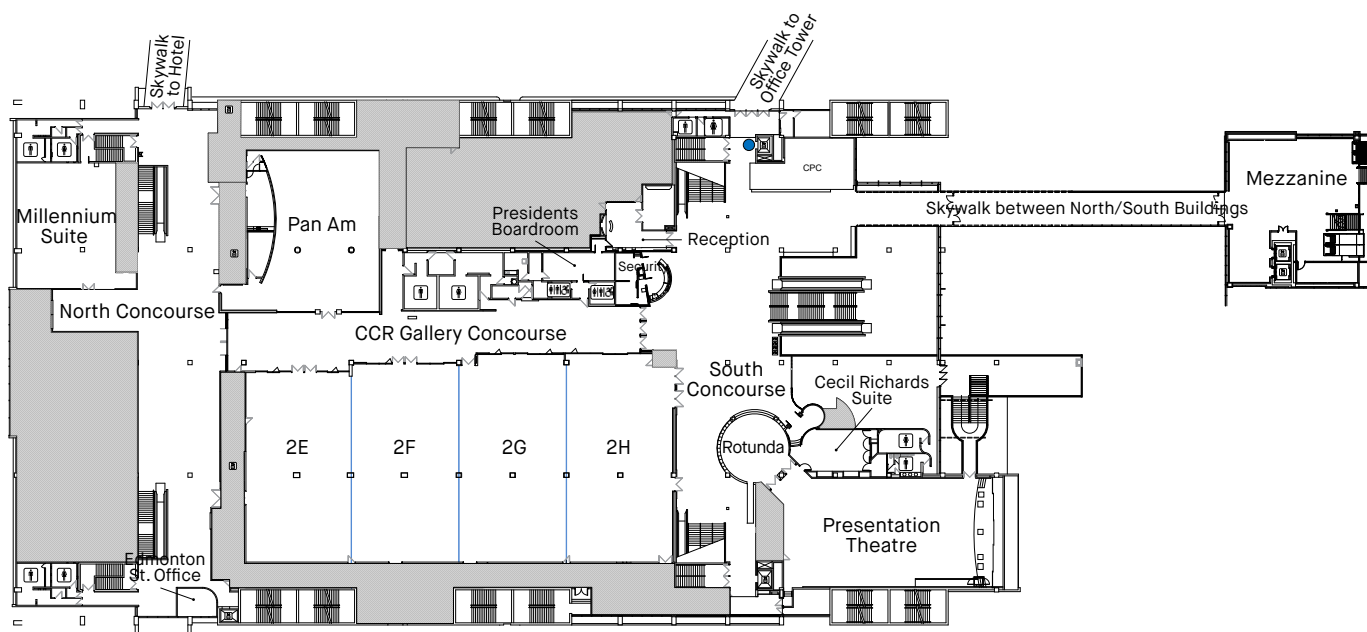 Skywalk
to Hotel
Skywalk to
Office Tower
CPC
Mezzanine
Millennium
Suite
Pan Am
Presidents
Boardroom
Skywalk between North/South Buildings
Reception
Security
North Concourse
CCR Gallery Concourse
South
Concourse
Cecil Richards
Suite
2E
2F
2G
2H
Rotunda
Presentation
Theatre
Edmonton
St. Office